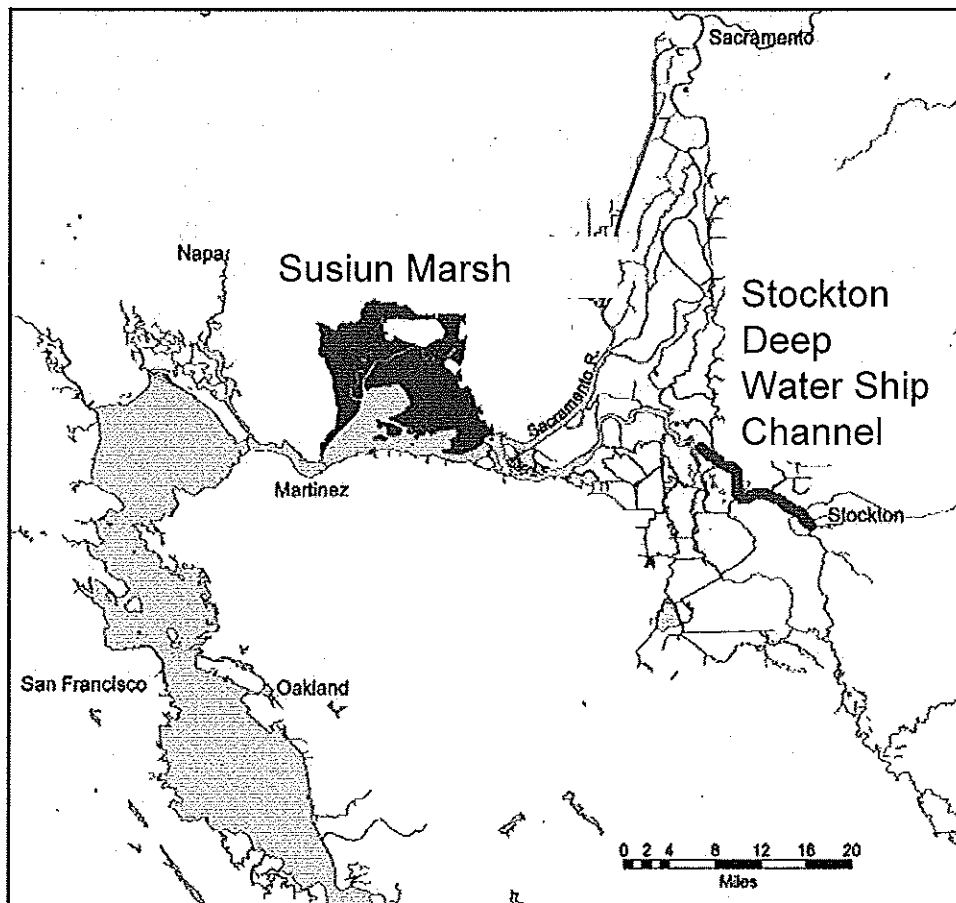 Sacramento
Napa
Susiun Marsh
Stockton
Deep
Water Ship
Channel
Sacramento R.
Martinez
Stockton
San Francisco
Oakland
0 2 4 8 12 16 20
Miles